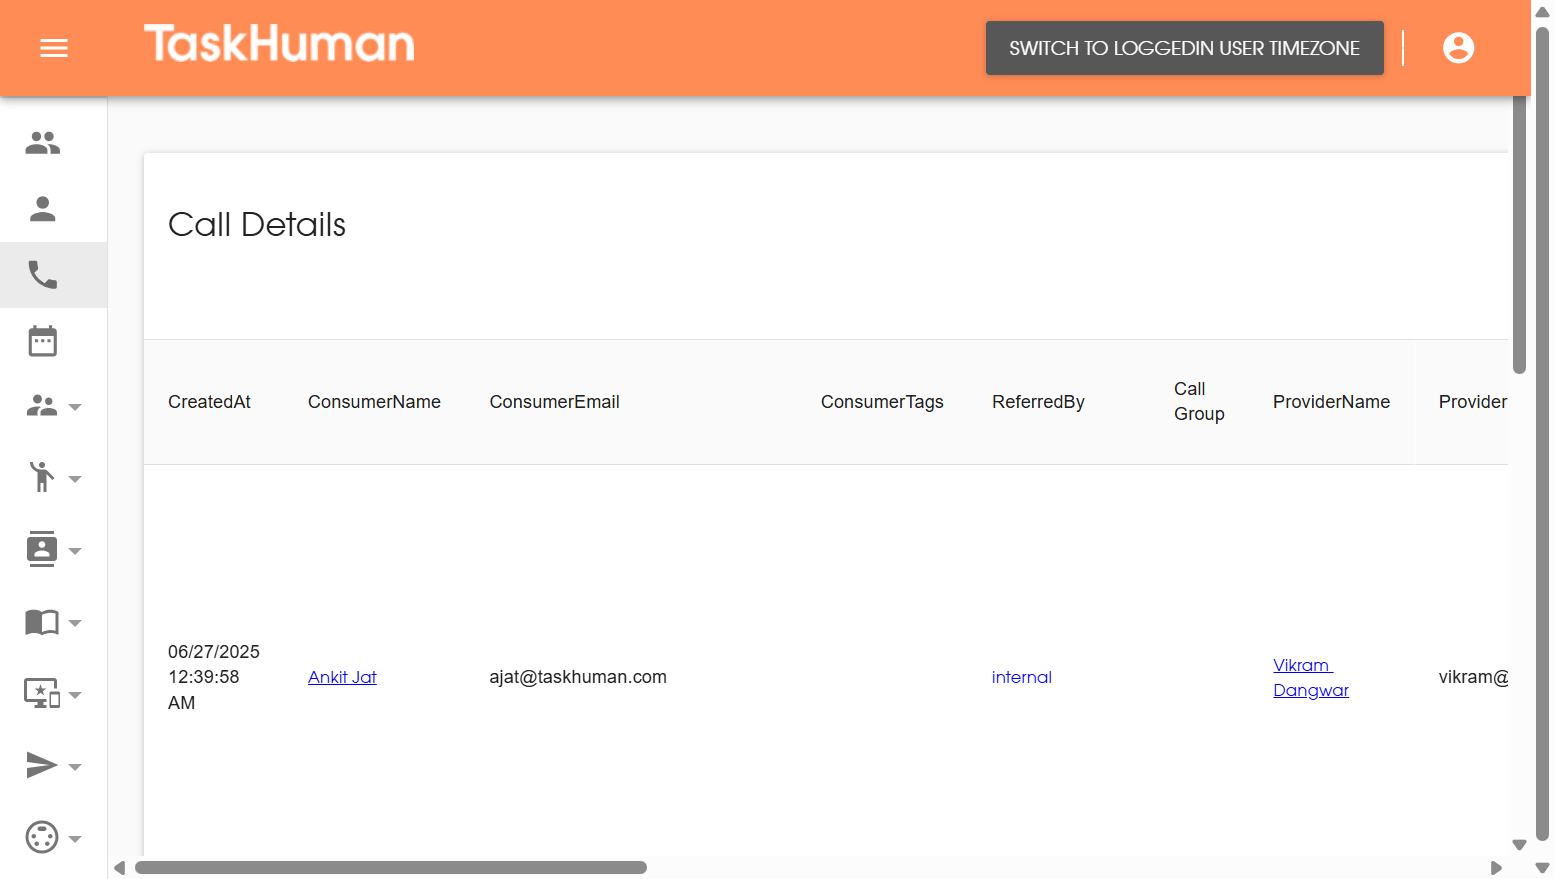 TaskHuman
SWITCH TO LOGGEDIN USER TIMEZONE
Call Details
CreatedAt ConsumerName ConsumerEmail ConsumerTags ReferredBy Call Group ProviderName Provider
06/27/2025
12:39:58
AM
Ankit Jat
ajat@taskhuman.com
internal
Vikram
Dangwar
vikram@